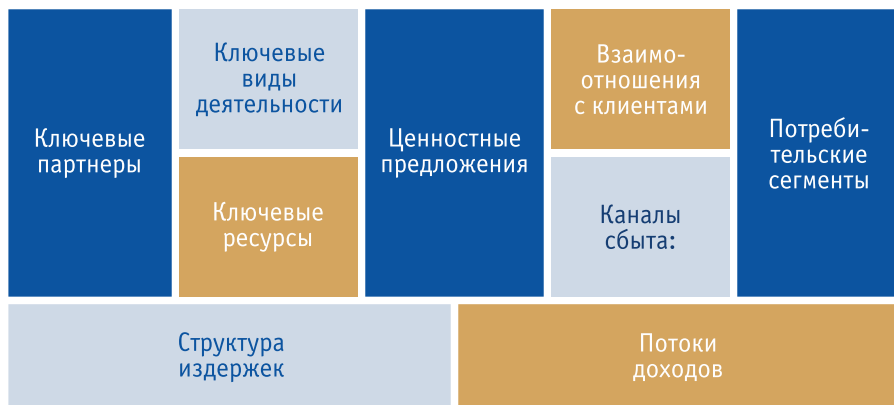 Ключевые
партнеры
Ключевые
виды
деятельности
Ключевые
ресурсы
Ценностные
предложения
Взаимо-
отношения
с клиентами
Каналы
сбыта:
Потреби-
тельские
сегменты
Структура
издержек
Потоки
доходов